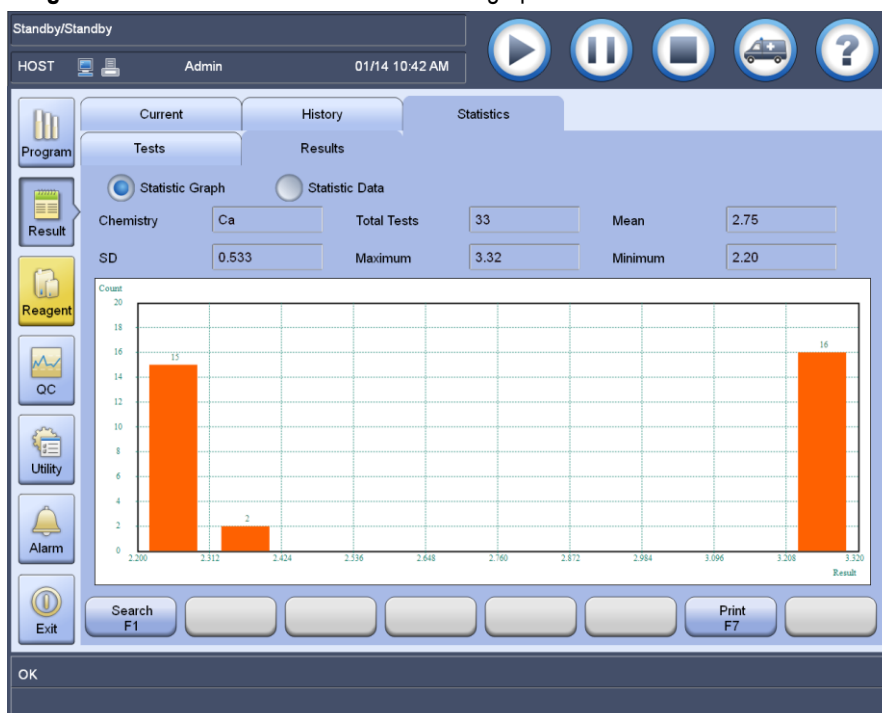 Standby/Standby
HOST Admin 01/14 10:42 AM
?
Program
Result
Reagent
QC
Utility
Alarm
Exit
Current History Statistics
Tests Results
Statistic Graph Statistic Data
Chemistry Ca Total Tests 33 Mean 2.75
SD 0.533 Maximum 3.32 Minimum 2.20
Count
20
18
16
14
12
10
8
6
4
2
0
15
2
16
2.200 2.312 2.424 2.536 2.648 2.760 2.872 2.984 3.096 3.208 3.320
Result
Search
F1
Print
F7
OK